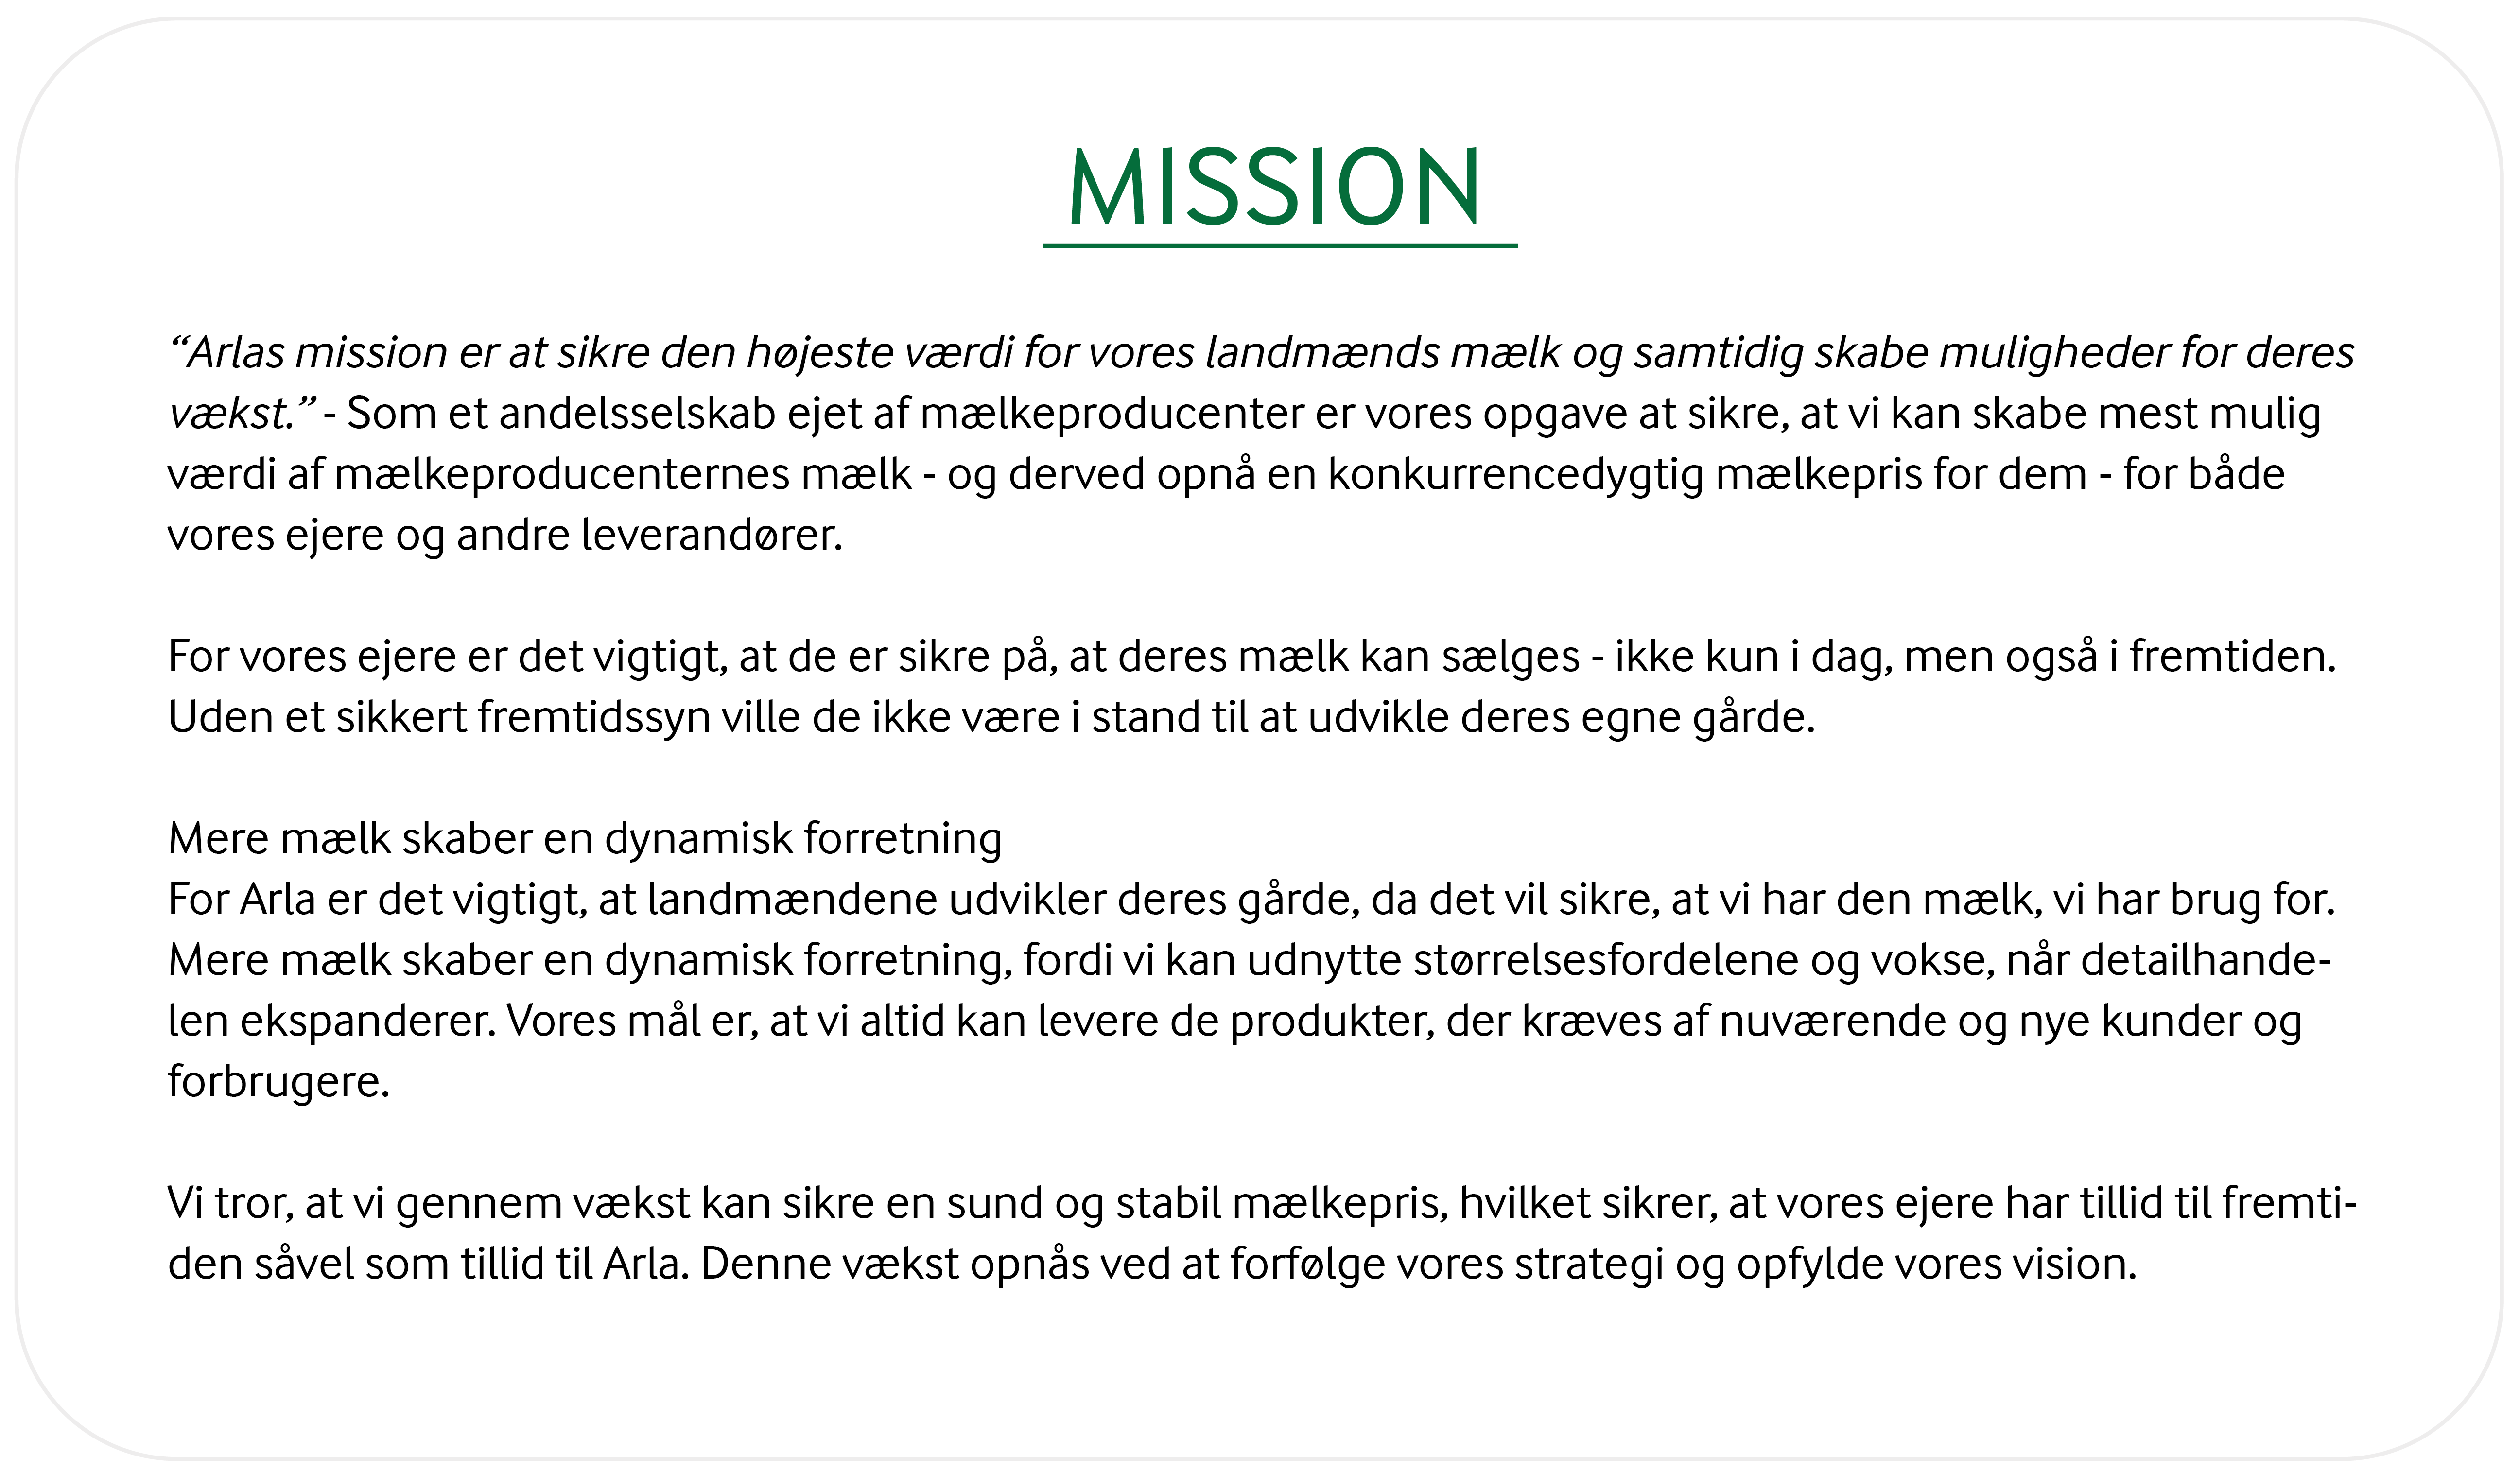 MISSION
“Arlas mission er at sikre den højeste værdi for vores landmænds mælk og samtidig skabe muligheder for deres
vækst.” - Som et andelsselskab ejet af mælkeproducenter er vores opgave at sikre, at vi kan skabe mest mulig
værdi af mælkeproducenternes mælk - og derved opnå en konkurrencedygtig mælkepris for dem - for både
vores ejere og andre leverandører.
For vores ejere er det vigtigt, at de er sikre på, at deres mælk kan sælges - ikke kun i dag, men også i fremtiden.
Uden et sikkert fremtidssyn ville de ikke være i stand til at udvikle deres egne gårde.
Mere mælk skaber en dynamisk forretning
For Arla er det vigtigt, at landmændene udvikler deres gårde, da det vil sikre, at vi har den mælk, vi har brug for.
Mere mælk skaber en dynamisk forretning, fordi vi kan udnytte størrelsesfordelene og vokse, når detailhande-
len ekspanderer. Vores mål er, at vi altid kan levere de produkter, der kræves af nuværende og nye kunder og
forbrugere.
Vi tror, at vi gennem vækst kan sikre en sund og stabil mælkepris, hvilket sikrer, at vores ejere har tillid til fremti-
den såvel som tillid til Arla. Denne vækst opnås ved at forfølge vores strategi og opfylde vores vision.